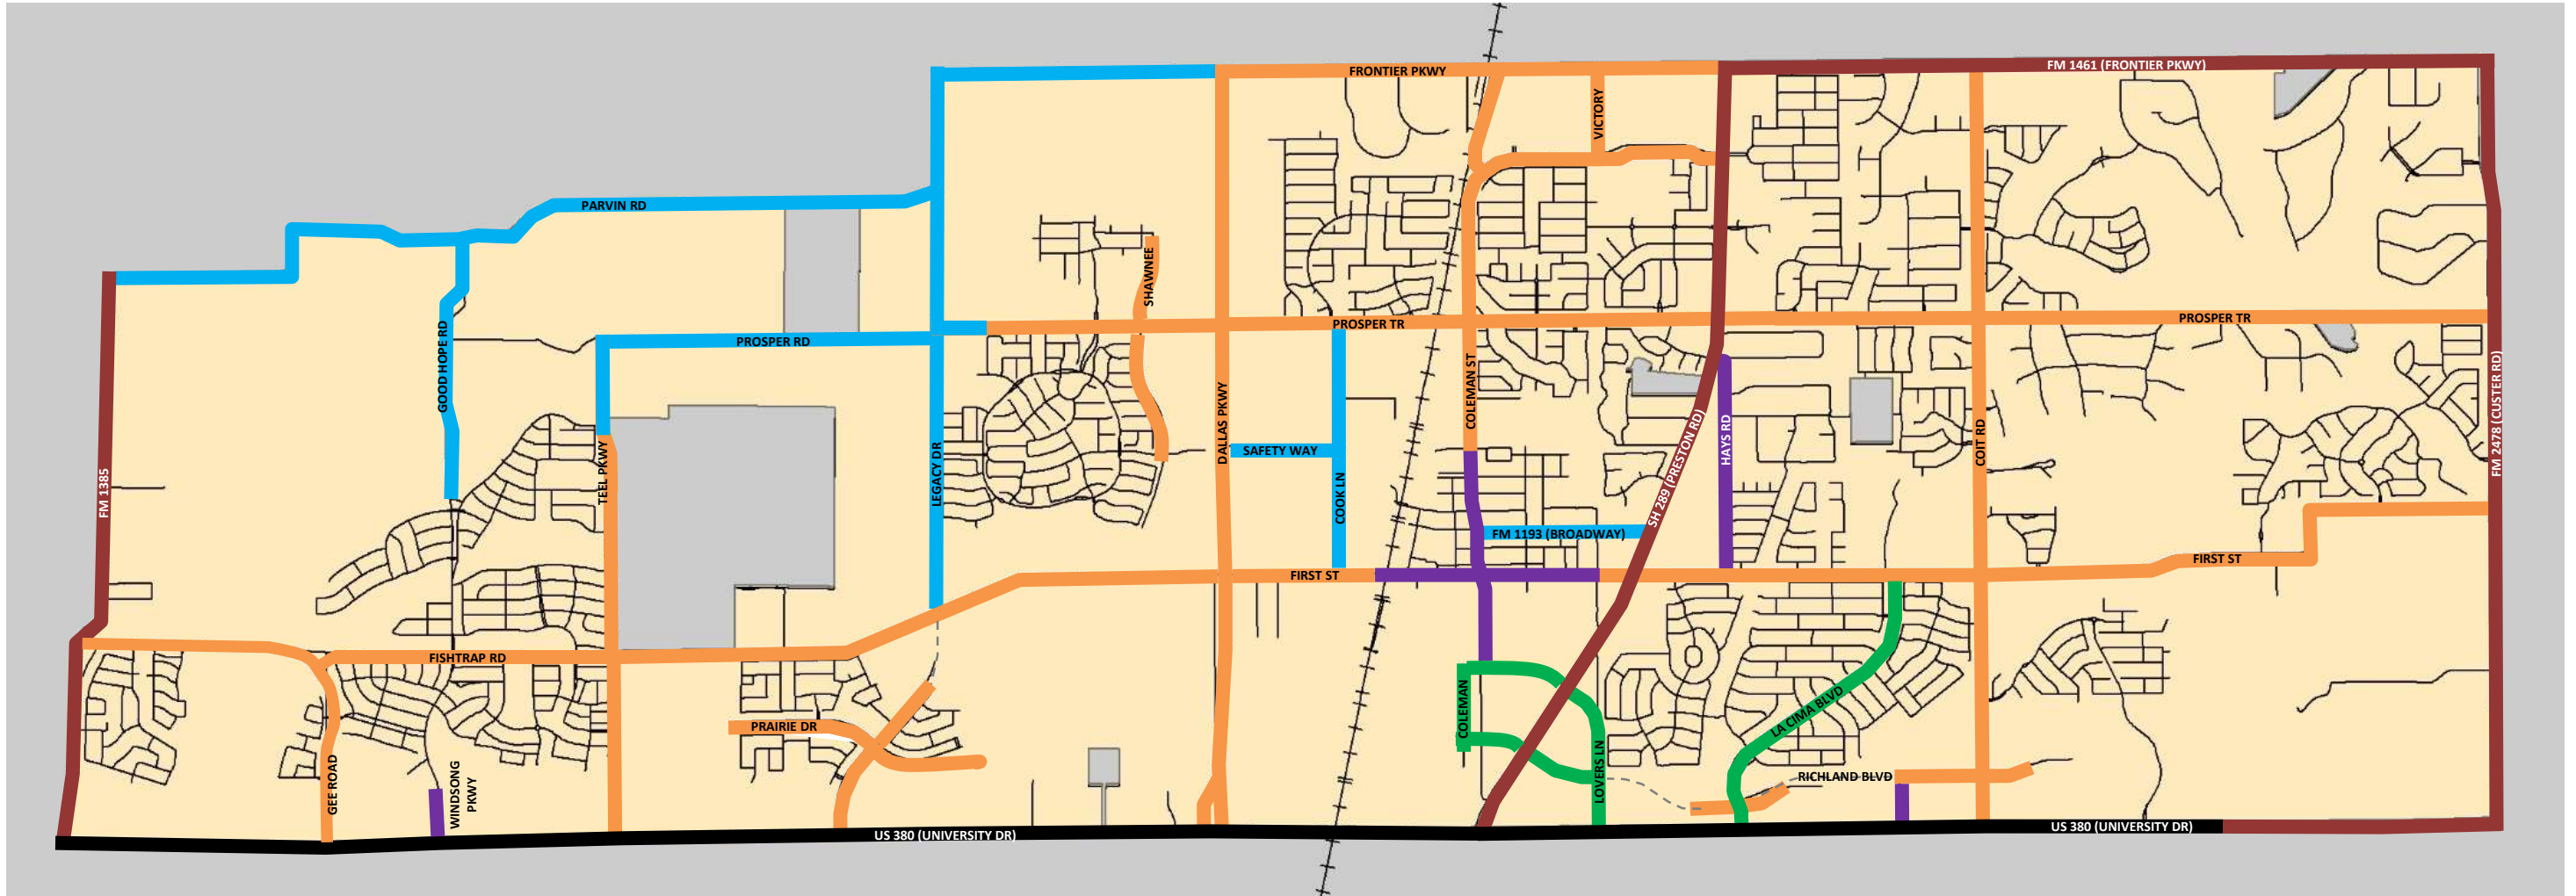 FRONTIER PKWY
FM 1461 (FRONTIER PKWY)
VICTORY
PARVIN RD
SHAWNEE
GOOD HOPE RD
PROSPER RD
PROSPER TR
PROSPER TR
FM 1385
TEEL PKWY
LEGACY DR
DALLAS PKWY
SAFETY WAY
COOK LN
COLEMAN ST
SH 289 (PRESTON RD)
HAYS RD
COIT RD
FM 2478 (CUSTER RD)
FM 1193 (BROADWAY)
FIRST ST
FIRST ST
FISHTRAP RD
PRAIRIE DR
GEE ROAD
WINDSONG
PKWY
COLEMAN
LOVERS LN
LA CIMA BLVD
RICHLAND BLVD
US 380 (UNIVERSITY DR)
US 380 (UNIVERSITY DR)